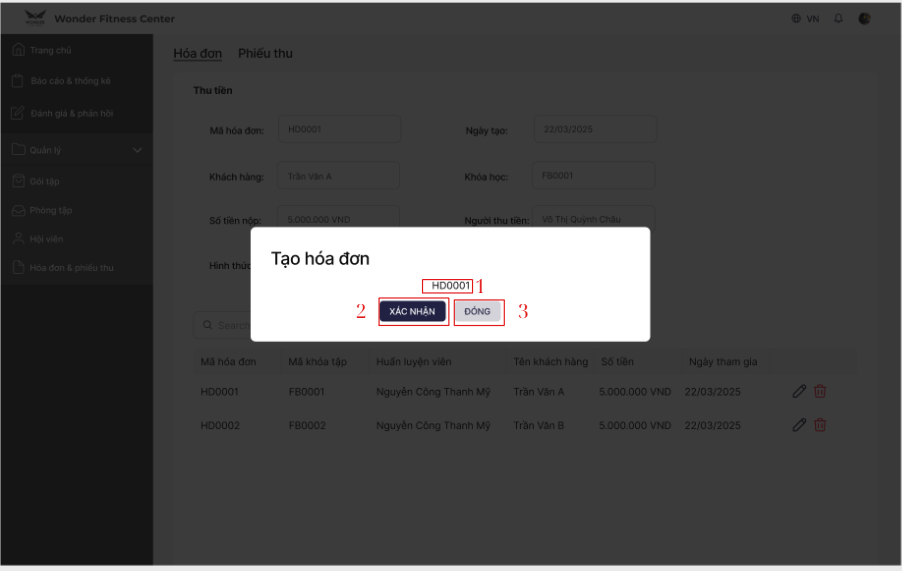 Wonder Fitness Center
VN
Trang chủ
Báo cáo & thống kê
Đánh giá & phản hồi
Quản lý
Gói tập
Phòng tập
Hội viên
Hóa đơn & phiếu thu
Hóa đơn Phiếu thu
Thu tiền
Mã hóa đơn: HD0001 Ngày tạo: 22/03/2025
Khách hàng: Trần Văn A Khóa học: FB0001
Số tiền nộp: 5.000.000 VND Người thu tiền: Võ Thị Quỳnh Châu
Hình thức
Tạo hóa đơn
HD0001 1
2 XÁC NHẬN ĐÓNG 3
Search
Mã hóa đơn Mã khóa tập Huấn luyện viên Tên khách hàng Số tiền Ngày tham gia
HD0001 FB0001 Nguyễn Công Thanh Mỹ Trần Văn A 5.000.000 VND 22/03/2025
HD0002 FB0002 Nguyễn Công Thanh Mỹ Trần Văn B 5.000.000 VND 22/03/2025